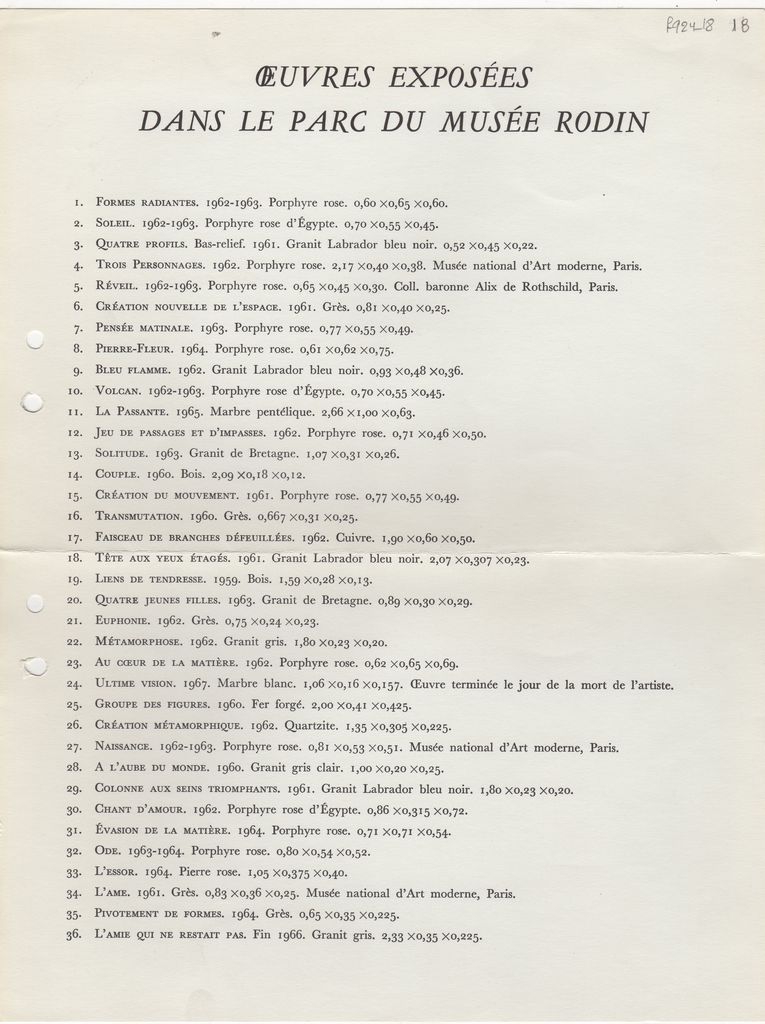 R924_18 18
ŒUVRES EXPOSÉES
DANS LE PARC DU MUSÉE RODIN
1. FORMES RADIANTES. 1962-1963. Porphyre rose. 0,60 ×0,65 ×0,60.
2. SOLEIL. 1962-1963. Porphyre rose d'Égypte. 0,70 ×0,55 ×0,45.
3. QUATRE PROFILS. Bas-relief. 1961. Granit Labrador bleu noir. 0,52 ×0,45 ×0,22.
4. TROIS PERSONNAGES. 1962. Porphyre rose. 2,17 ×0,40 ×0,38. Musée national d'Art moderne, Paris.
5. RÉVEIL. 1962-1963. Porphyre rose. 0,65 ×0,45 ×0,30. Coll. baronne Alix de Rothschild, Paris.
6. CRÉATION NOUVELLE DE L'ESPACE. 1961. Grès. 0,81 ×0,40 ×0,25.
7. PENSÉE MATINALE. 1963. Porphyre rose. 0,77 ×0,55 ×0,49.
8. PIERRE-FLEUR. 1964. Porphyre rose. 0,61 ×0,62 ×0,75.
9. BLEU FLAMME. 1962. Granit Labrador bleu noir. 0,93 ×0,48 ×0,36.
10. VOLCAN. 1962-1963. Porphyre rose d'Égypte. 0,70 ×0,55 ×0,45.
11. LA PASSANTE. 1965. Marbre pentélique. 2,66 ×1,00 ×0,63.
12. JEU DE PASSAGES ET D'IMPASSES. 1962. Porphyre rose. 0,71 ×0,46 ×0,50.
13. SOLITUDE. 1963. Granit de Bretagne. 1,07 ×0,31 ×0,26.
14. COUPLE. 1960. Bois. 2,09 ×0,18 ×0,12.
15. CRÉATION DU MOUVEMENT. 1961. Porphyre rose. 0,77 ×0,55 ×0,49.
16. TRANSMUTATION. 1960. Grès. 0,667 ×0,31 ×0,25.
17. FAISCEAU DE BRANCHES DÉFEUILLÉES. 1962. Cuivre. 1,90 ×0,60 ×0,50.
18. TÊTE AUX YEUX ÉTAGÉS. 1961. Granit Labrador bleu noir. 2,07 ×0,307 ×0,23.
19. LIENS DE TENDRESSE. 1959. Bois. 1,59 ×0,28 ×0,13.
20. QUATRE JEUNES FILLES. 1963. Granit de Bretagne. 0,89 ×0,30 ×0,29.
21. EUPHONIE. 1962. Grès. 0,75 ×0,24 ×0,23.
22. MÉTAMORPHOSE. 1962. Granit gris. 1,80 ×0,23 ×0,20.
23. AU CŒUR DE LA MATIÈRE. 1962. Porphyre rose. 0,62 ×0,65 ×0,69.
24. ULTIME VISION. 1967. Marbre blanc. 1,06 ×0,16 ×0,157. Œuvre terminée le jour de la mort de l'artiste.
25. GROUPE DES FIGURES. 1960. Fer forgé. 2,00 ×0,41 ×0,425.
26. CRÉATION MÉTAMORPHIQUE. 1962. Quartzite. 1,35 ×0,305 ×0,225.
27. NAISSANCE. 1962-1963. Porphyre rose. 0,81 ×0,53 ×0,51. Musée national d'Art moderne, Paris.
28. A L'AUBE DU MONDE. 1960. Granit gris clair. 1,00 ×0,20 ×0,25.
29. COLONNE AUX SEINS TRIOMPHANTS. 1961. Granit Labrador bleu noir. 1,80 ×0,23 ×0,20.
30. CHANT D'AMOUR. 1962. Porphyre rose d'Égypte. 0,86 ×0,315 ×0,72.
31. ÉVASION DE LA MATIÈRE. 1964. Porphyre rose. 0,71 ×0,71 ×0,54.
32. ODE. 1963-1964. Porphyre rose. 0,80 ×0,54 ×0,52.
33. L'ESSOR. 1964. Pierre rose. 1,05 ×0,375 ×0,40.
34. L'AME. 1961. Grès. 0,83 ×0,36 ×0,25. Musée national d'Art moderne, Paris.
35. PIVOTEMENT DE FORMES. 1964. Grès. 0,65 ×0,35 ×0,225.
36. L'AMIE QUI NE RESTAIT PAS. Fin 1966. Granit gris. 2,33 ×0,35 ×0,225.